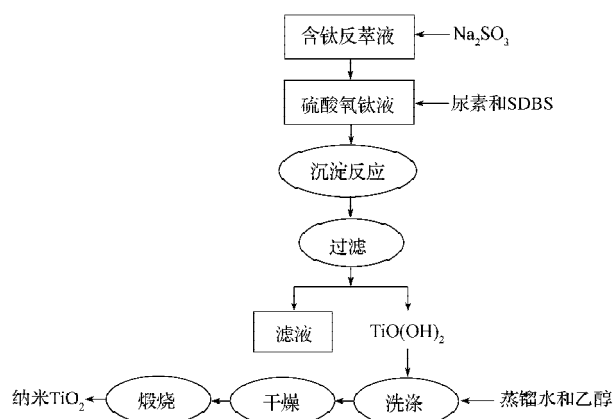 含钛反萃液
Na₂SO₃
硫酸氧钛液
尿素和SDBS
沉淀反应
过滤
滤液
TiO(OH)₂
纳米TiO₂
煅烧
干燥
洗涤
蒸馏水和乙醇